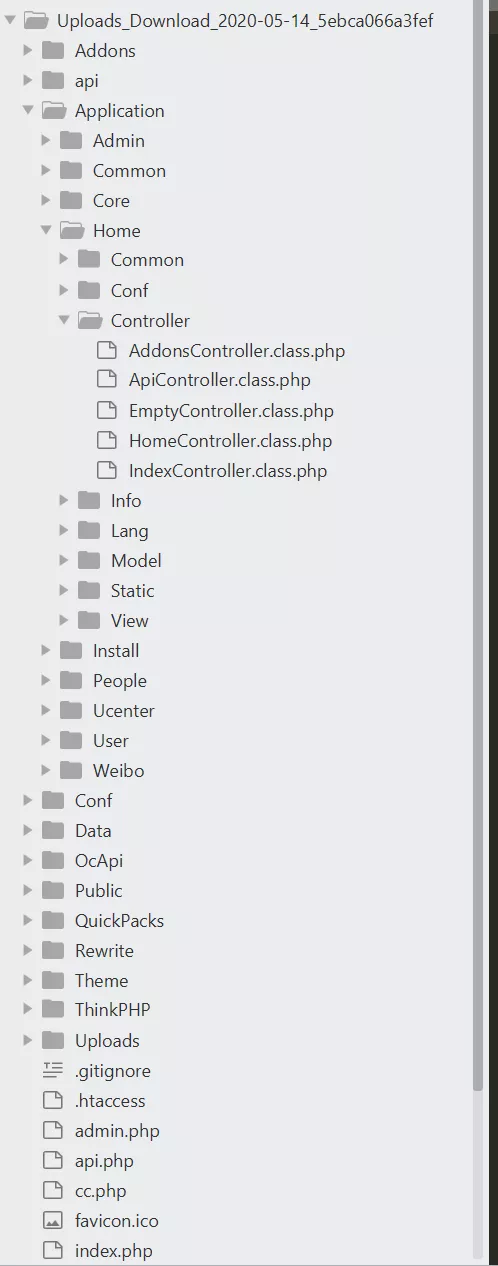 Uploads_Download_2020-05-14_5ebca066a3fef
Addons
api
Application
Admin
Common
Core
Home
Common
Conf
Controller
AddonsController.class.php
ApiController.class.php
EmptyController.class.php
HomeController.class.php
IndexController.class.php
Info
Lang
Model
Static
View
Install
People
Ucenter
User
Weibo
Conf
Data
OcApi
Public
QuickPacks
Rewrite
Theme
ThinkPHP
Uploads
.gitignore
.htaccess
admin.php
api.php
cc.php
favicon.ico
index.php